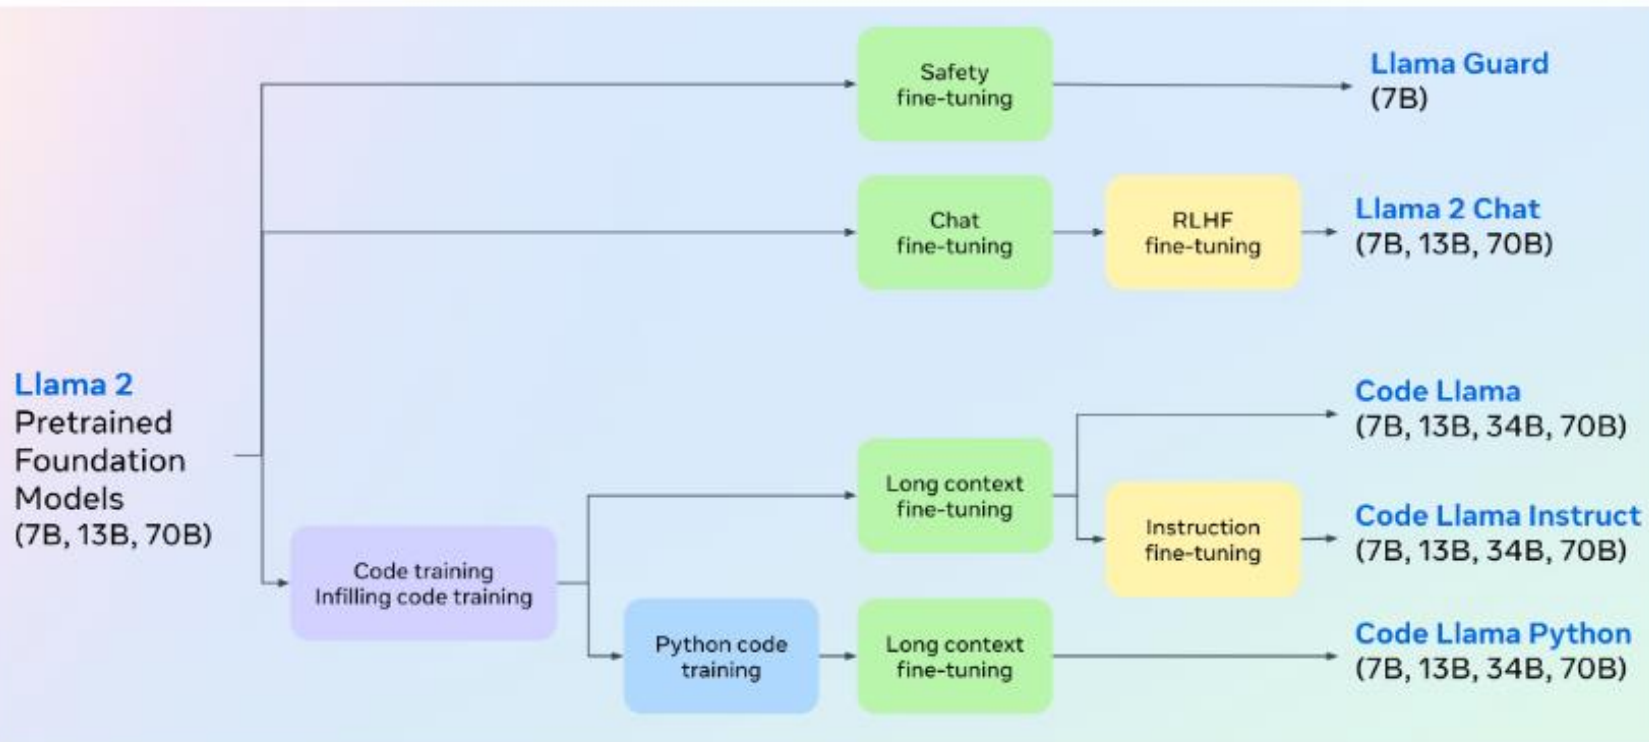 Safety
fine-tuning
Llama Guard
(7B)
Chat
fine-tuning
RLHF
fine-tuning
Llama 2 Chat
(7B, 13B, 70B)
Llama 2
Pretrained
Foundation
Models
(7B, 13B, 70B)
Code training
Infilling code training
Long context
fine-tuning
Code Llama
(7B, 13B, 34B, 70B)
Instruction
fine-tuning
Code Llama Instruct
(7B, 13B, 34B, 70B)
Python code
training
Long context
fine-tuning
Code Llama Python
(7B, 13B, 34B, 70B)